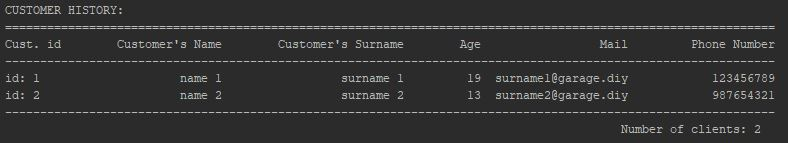 CUSTOMER HISTORY:
==============================================================================================================
Cust. id        Customer's Name        Customer's Surname        Age                 Mail         Phone Number
--------------------------------------------------------------------------------------------------------------
id: 1                    name 1                 surname 1         19  surname1@garage.diy            123456789
id: 2                    name 2                 surname 2         13  surname2@garage.diy            987654321
--------------------------------------------------------------------------------------------------------------
Number of clients: 2